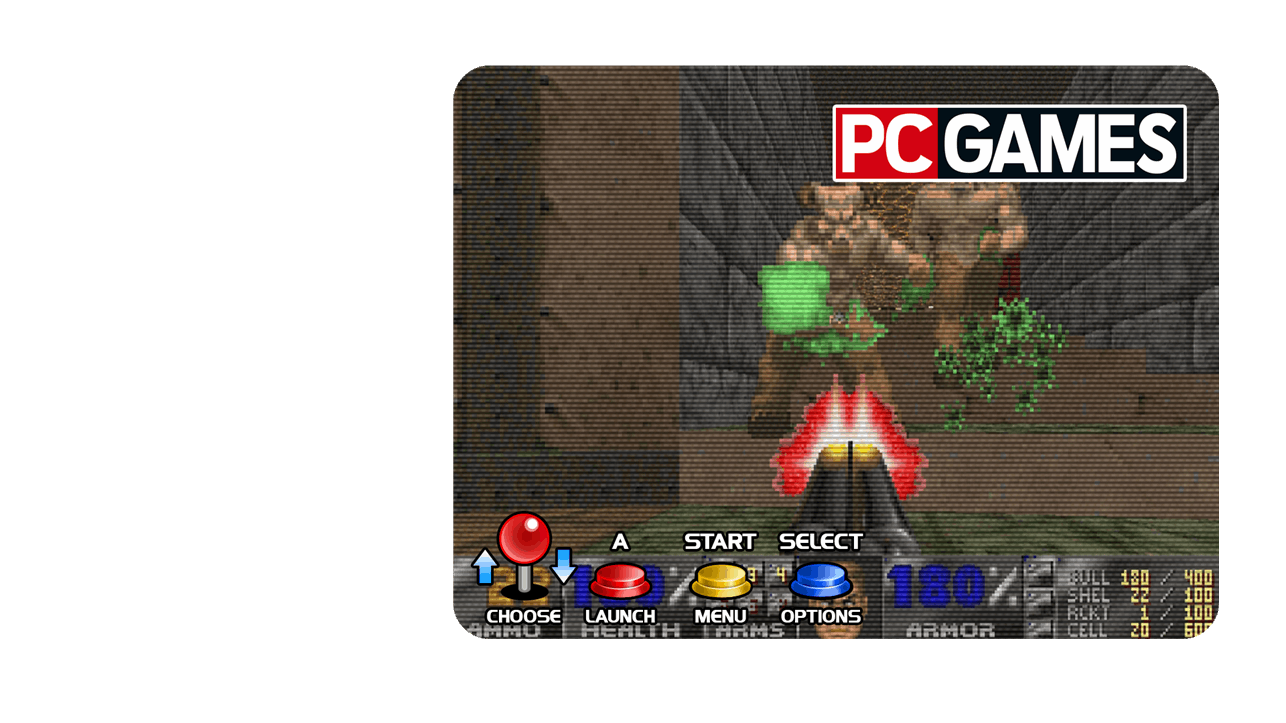 PC GAMES
A START SELECT
180% 180%
BULL 180 / 400
SHEL 22 / 100
RCKT 1 / 100
CELL 20 / 600
CHOOSE LAUNCH MENU OPTIONS
AMMO HEALTH ARMS ARMOR